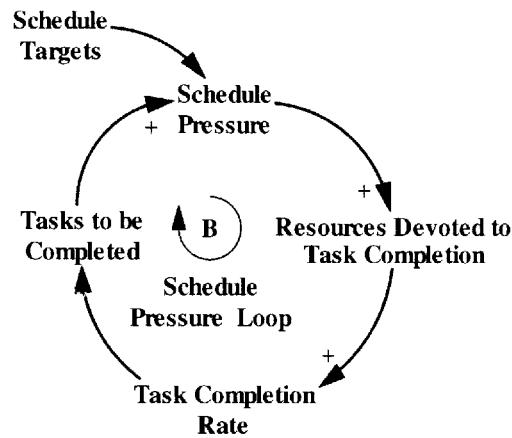 Schedule
Targets
Schedule
Pressure
+
+
Tasks to be
Completed
B
Resources Devoted to
Task Completion
Schedule
Pressure Loop
+
Task Completion
Rate